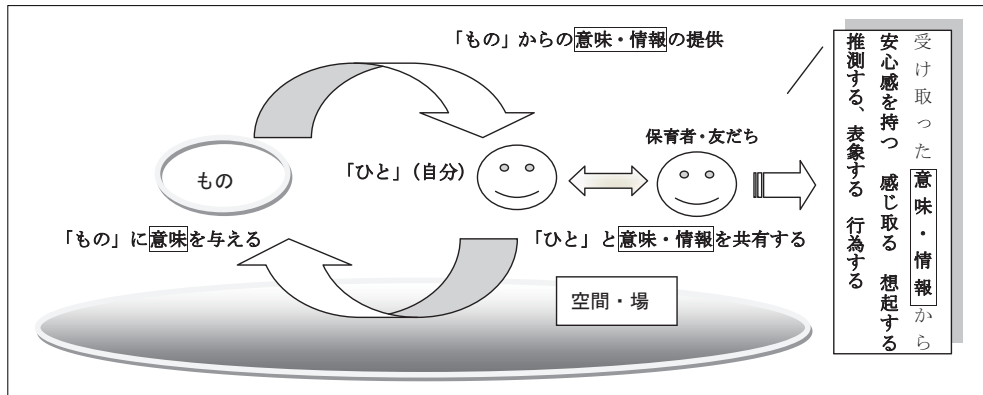 「もの」からの意味・情報の提供
保育者・友だち
「ひと」(自分)
もの
「もの」に意味を与える
「ひと」と意味・情報を共有する
空間・場
受け取った意味・情報から
安心感を持つ 感じ取る 想起する
推測する、表象する 行為する